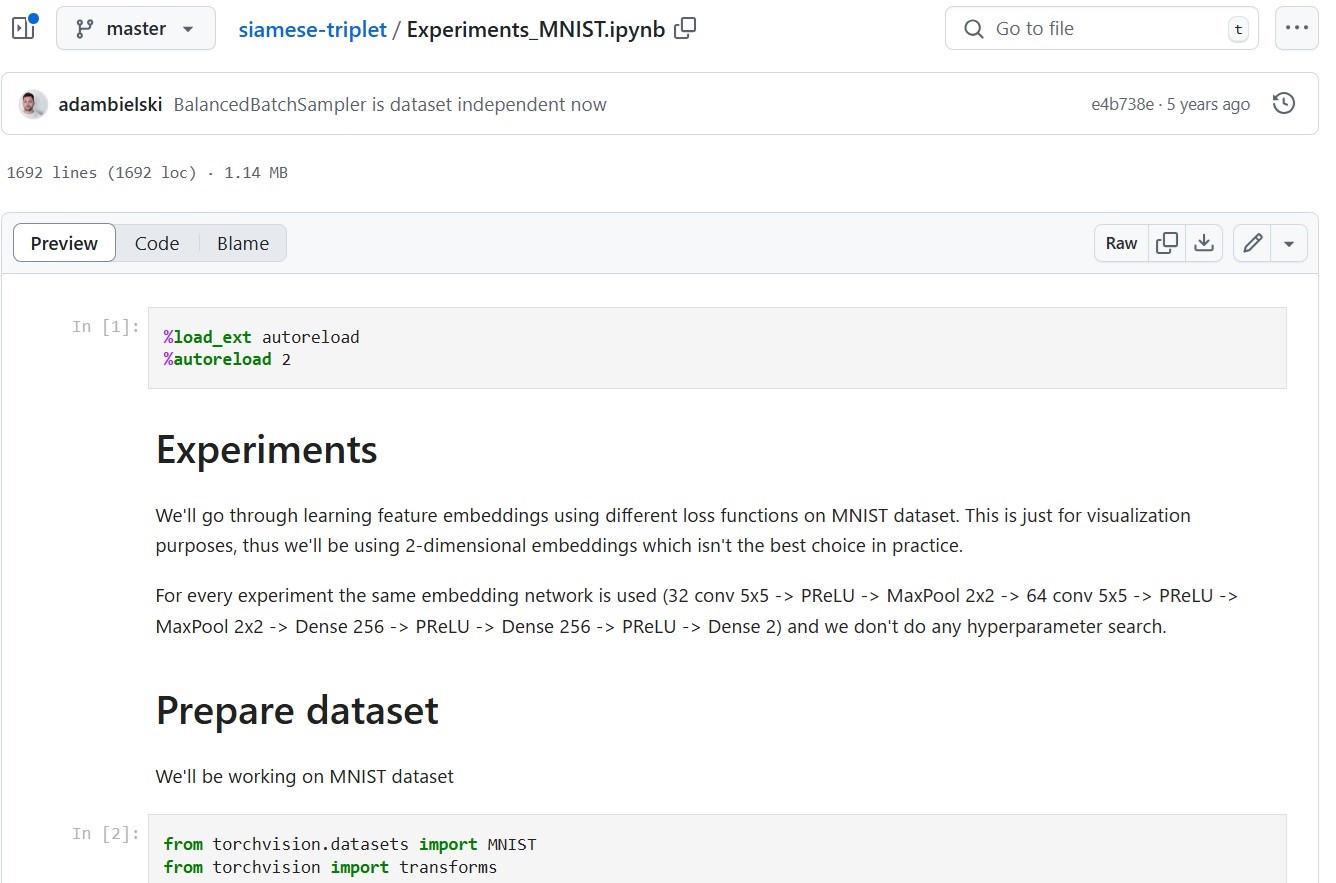 master
siamese-triplet / Experiments_MNIST.ipynb
Go to file
t
adambielski BalancedBatchSampler is dataset independent now
e4b738e · 5 years ago
1692 lines (1692 loc) · 1.14 MB
Preview
Code
Blame
Raw
In [1]:
%load_ext autoreload
%autoreload 2
Experiments
We'll go through learning feature embeddings using different loss functions on MNIST dataset. This is just for visualization
purposes, thus we'll be using 2-dimensional embeddings which isn't the best choice in practice.
For every experiment the same embedding network is used (32 conv 5x5 -> PReLU -> MaxPool 2x2 -> 64 conv 5x5 -> PReLU ->
MaxPool 2x2 -> Dense 256 -> PReLU -> Dense 256 -> PReLU -> Dense 2) and we don't do any hyperparameter search.
Prepare dataset
We'll be working on MNIST dataset
In [2]:
from torchvision.datasets import MNIST
from torchvision import transforms